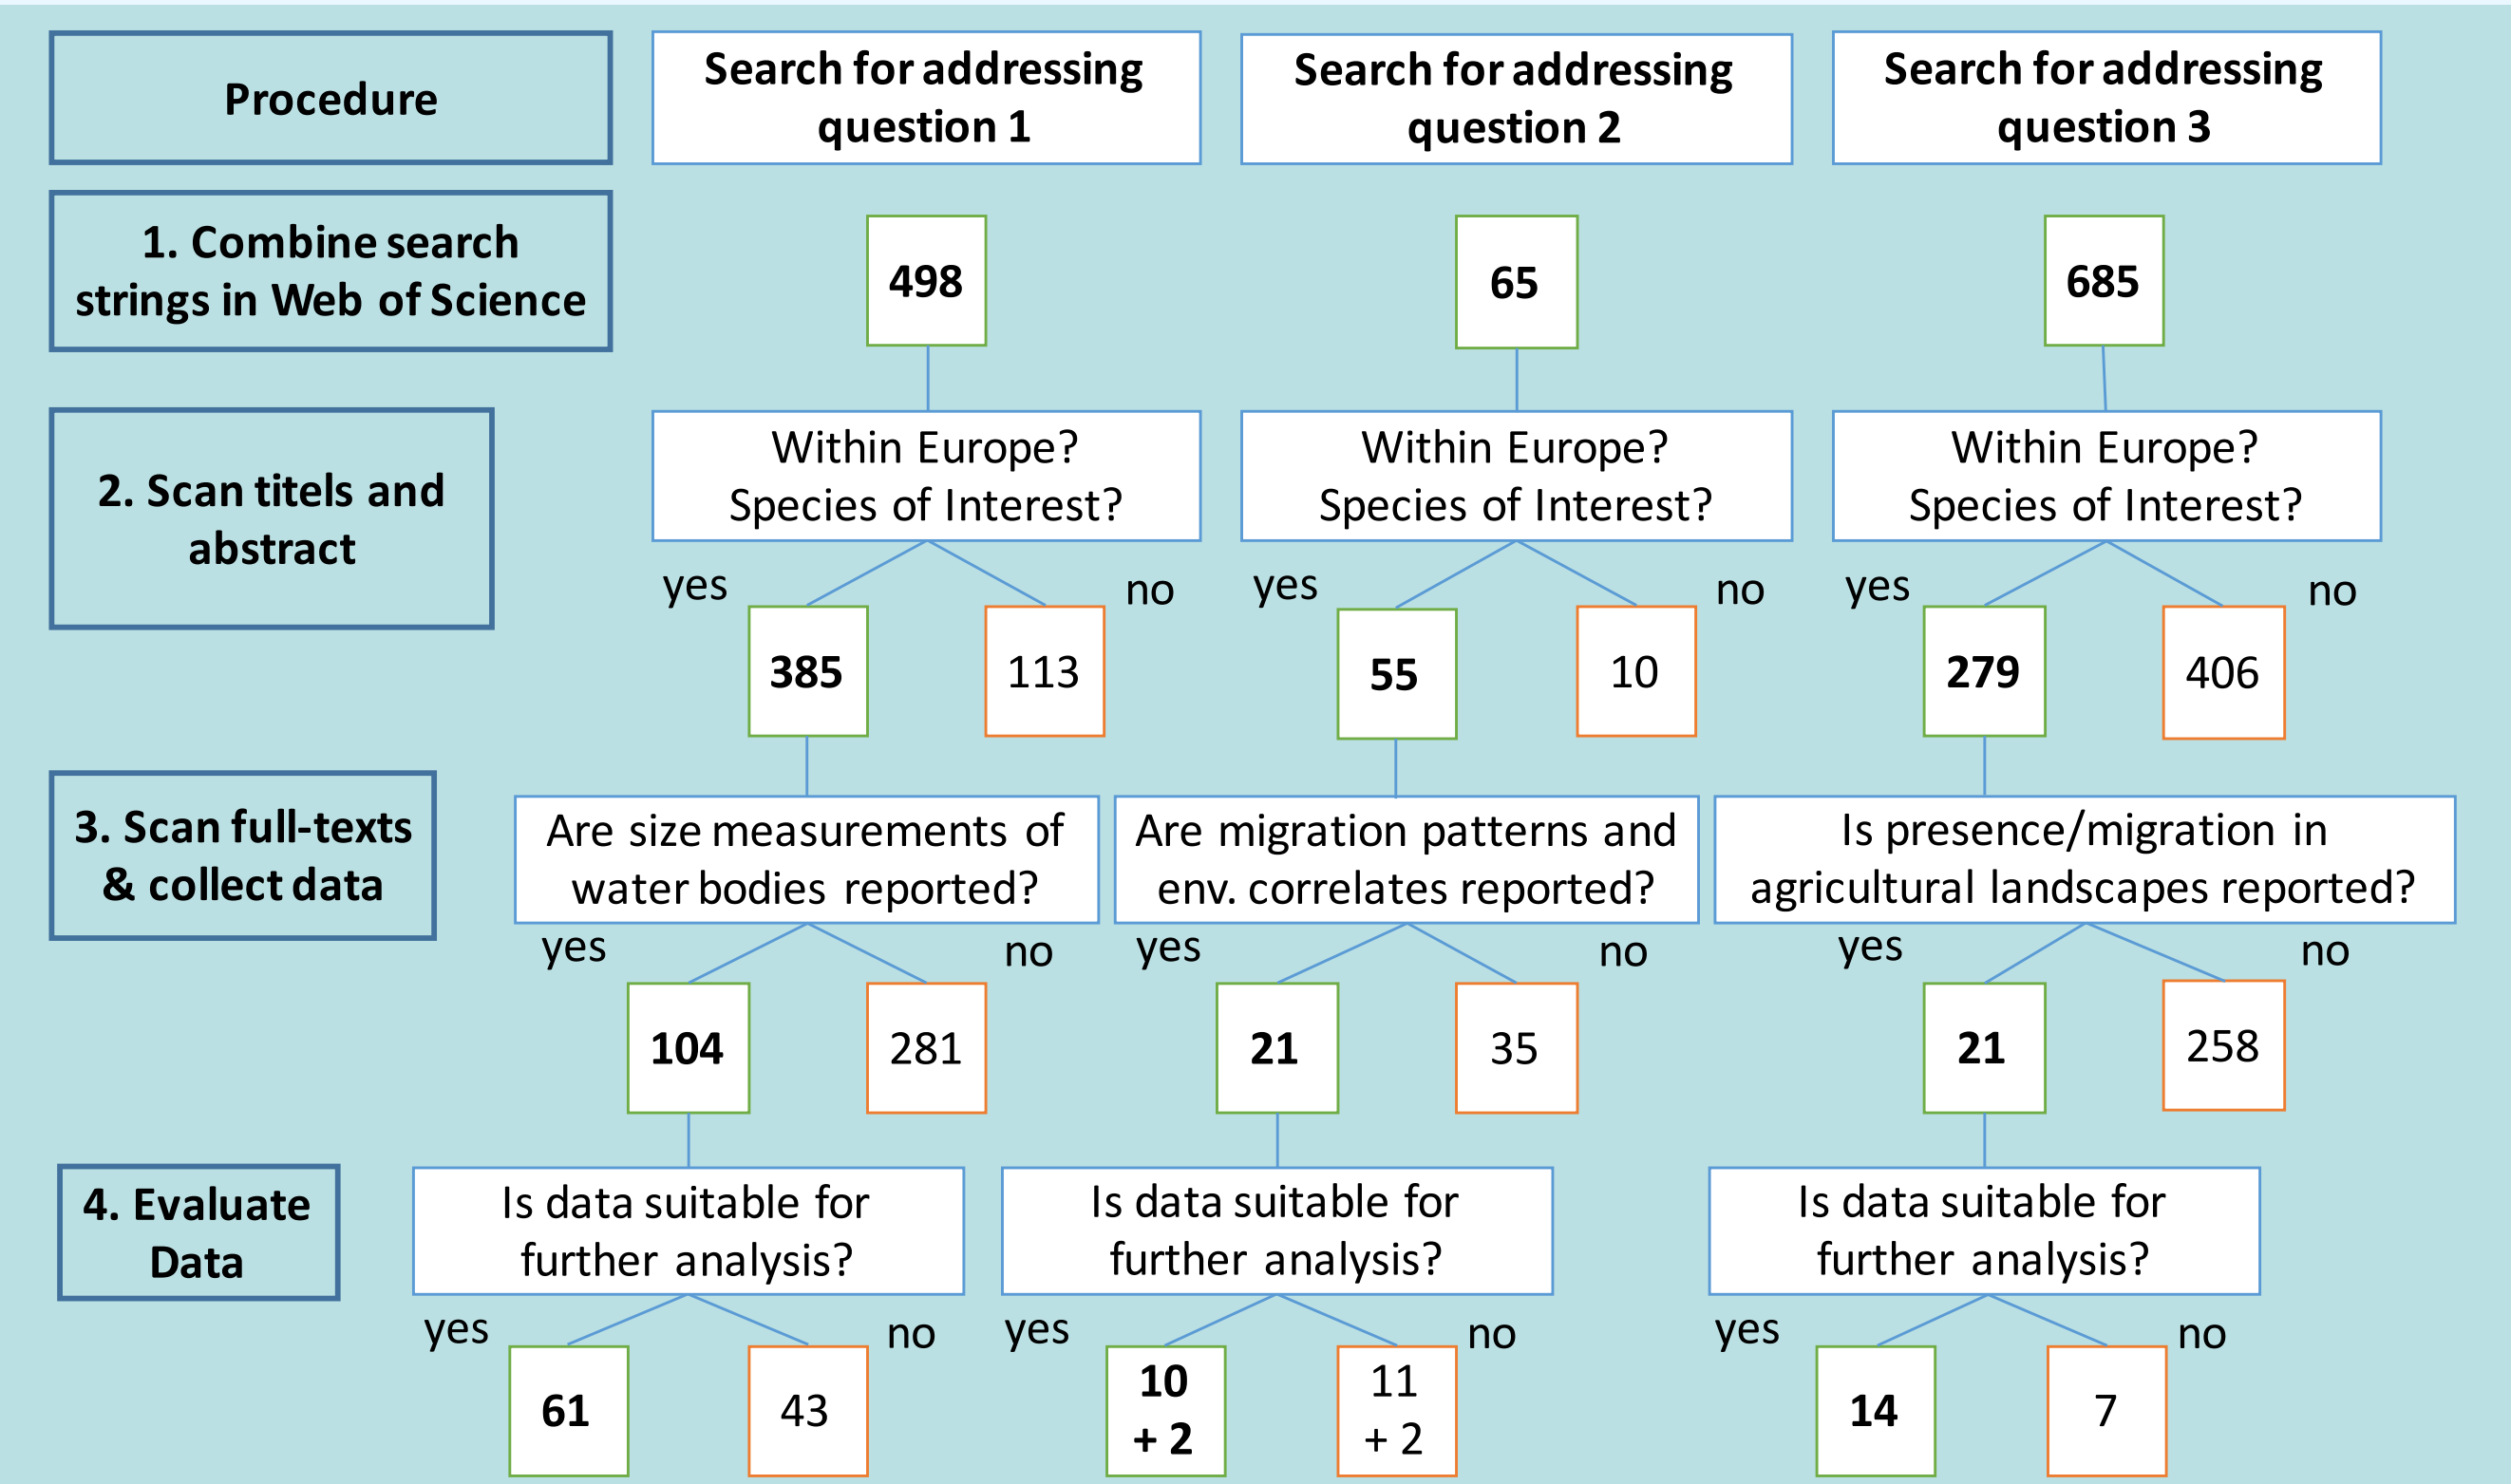 Procedure
Search for addressing
question 1
Search for addressing
question 2
Search for addressing
question 3
1. Combine search
strings in Web of Science
498
65
685
2. Scan titels and
abstract
Within Europe?
Species of Interest?
Within Europe?
Species of Interest?
Within Europe?
Species of Interest?
yes
no
yes
no
yes
no
385
113
55
10
279
406
3. Scan full-texts
& collect data
Are size measurements of
water bodies reported?
Are migration patterns and
env. correlates reported?
Is presence/migration in
agricultural landscapes reported?
yes
no
yes
no
yes
no
104
281
21
35
21
258
4. Evaluate
Data
Is data suitable for
further analysis?
Is data suitable for
further analysis?
Is data suitable for
further analysis?
yes
no
yes
no
yes
no
61
43
10
+ 2
11
+ 2
14
7